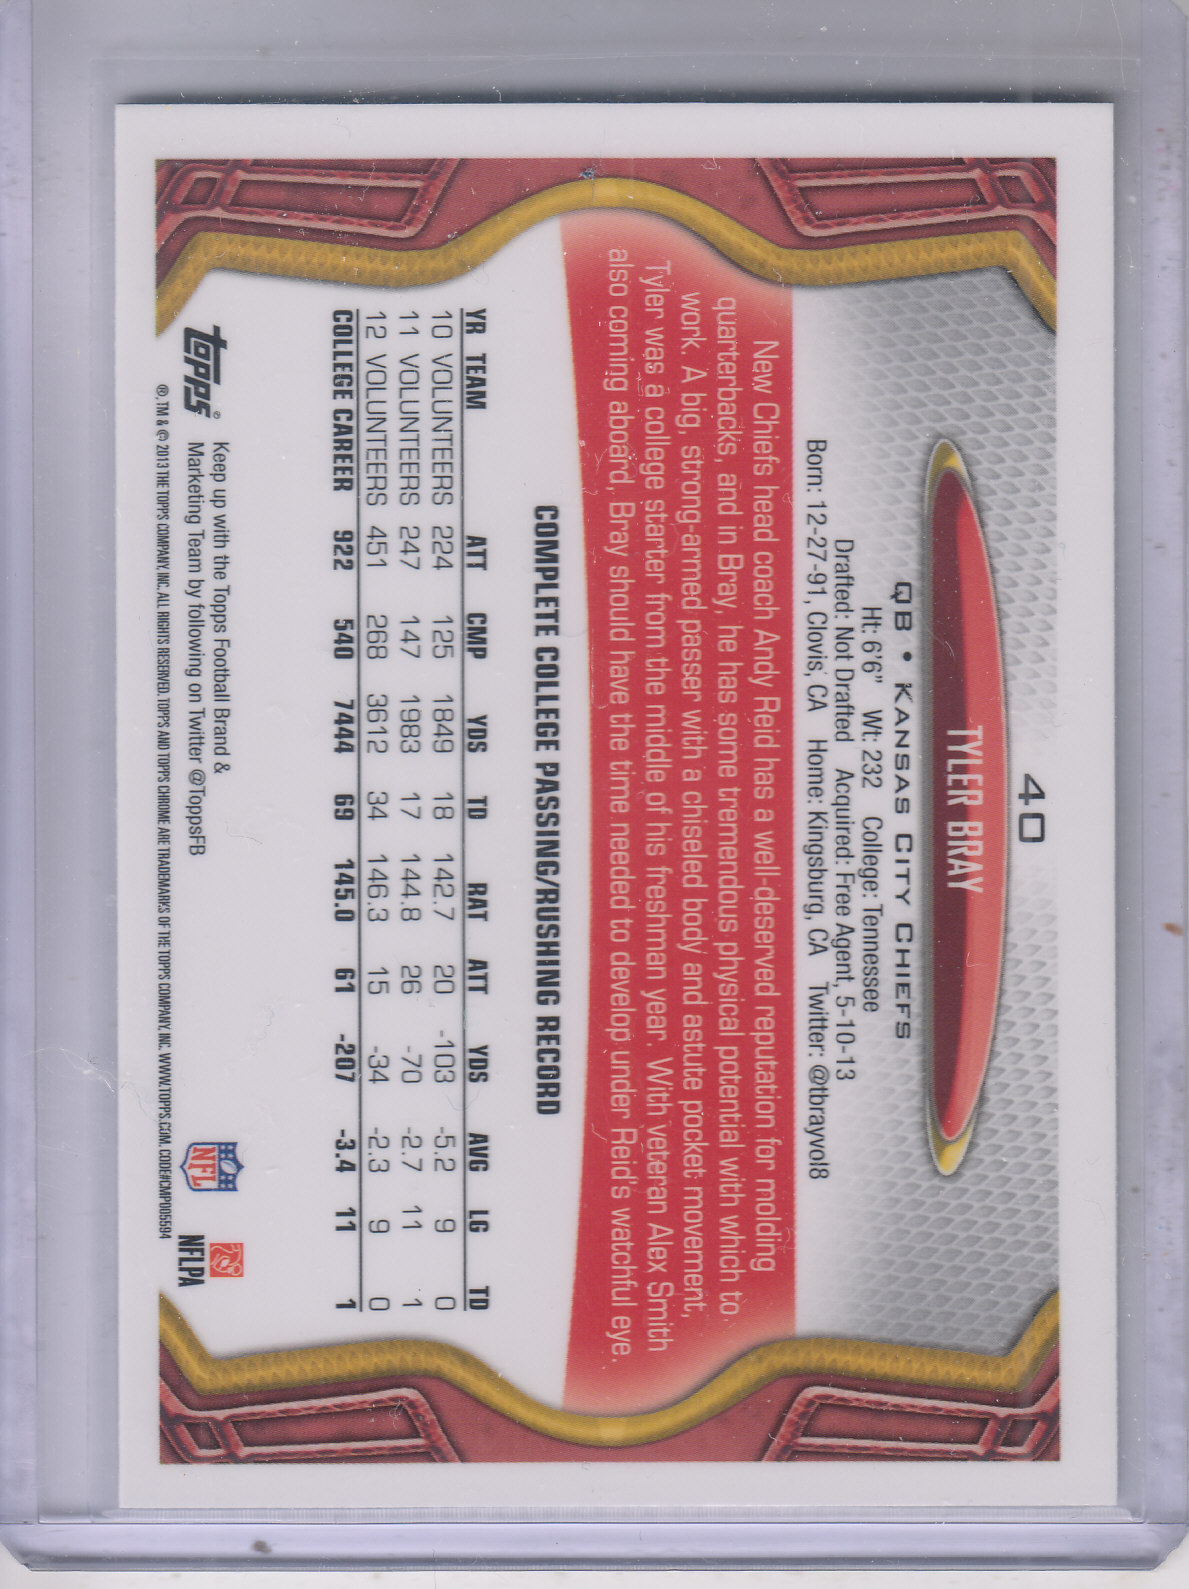 40
TYLER BRAY
QB • KANSAS CITY CHIEFS
Ht: 6'6" Wt: 232 College: Tennessee
Drafted: Not Drafted Acquired: Free Agent, 5-10-13
Born: 12-27-91, Clovis, CA Home: Kingsburg, CA Twitter: @tbrayvol8
New Chiefs head coach Andy Reid has a well-deserved reputation for molding
quarterbacks, and in Bray, he has some tremendous physical potential with which to
work. A big, strong-armed passer with a chiseled body and astute pocket movement,
Tyler was a college starter from the middle of his freshman year. With veteran Alex Smith
also coming aboard, Bray should have the time needed to develop under Reid's watchful eye.
COMPLETE COLLEGE PASSING/RUSHING RECORD
YR TEAM ATT CMP YDS TD RAT ATT YDS AVG LG TD
10 VOLUNTEERS 224 125 1849 18 142.7 20 -103 -5.2 9 0
11 VOLUNTEERS 247 147 1983 17 144.8 26 -70 -2.7 11 1
12 VOLUNTEERS 451 268 3612 34 146.3 15 -34 -2.3 9 0
COLLEGE CAREER 922 540 7444 69 145.0 61 -207 -3.4 11 1
topps®
Keep up with the Topps Football Brand &
Marketing Team by following on Twitter @ToppsFB
NFL
NFLPA
®, TM & © 2013 THE TOPPS COMPANY, INC. ALL RIGHTS RESERVED. TOPPS AND TOPPS CHROME ARE TRADEMARKS OF THE TOPPS COMPANY, INC. WWW.TOPPS.COM. CODE#CMP005594